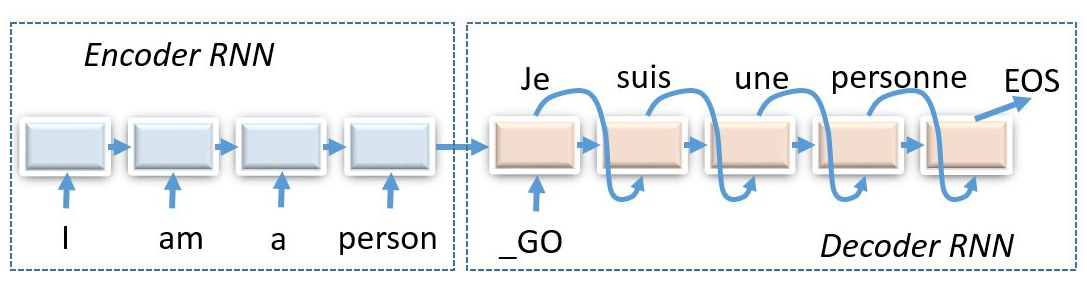 Encoder RNN
I am a person
Je suis une personne EOS
_GO
Decoder RNN